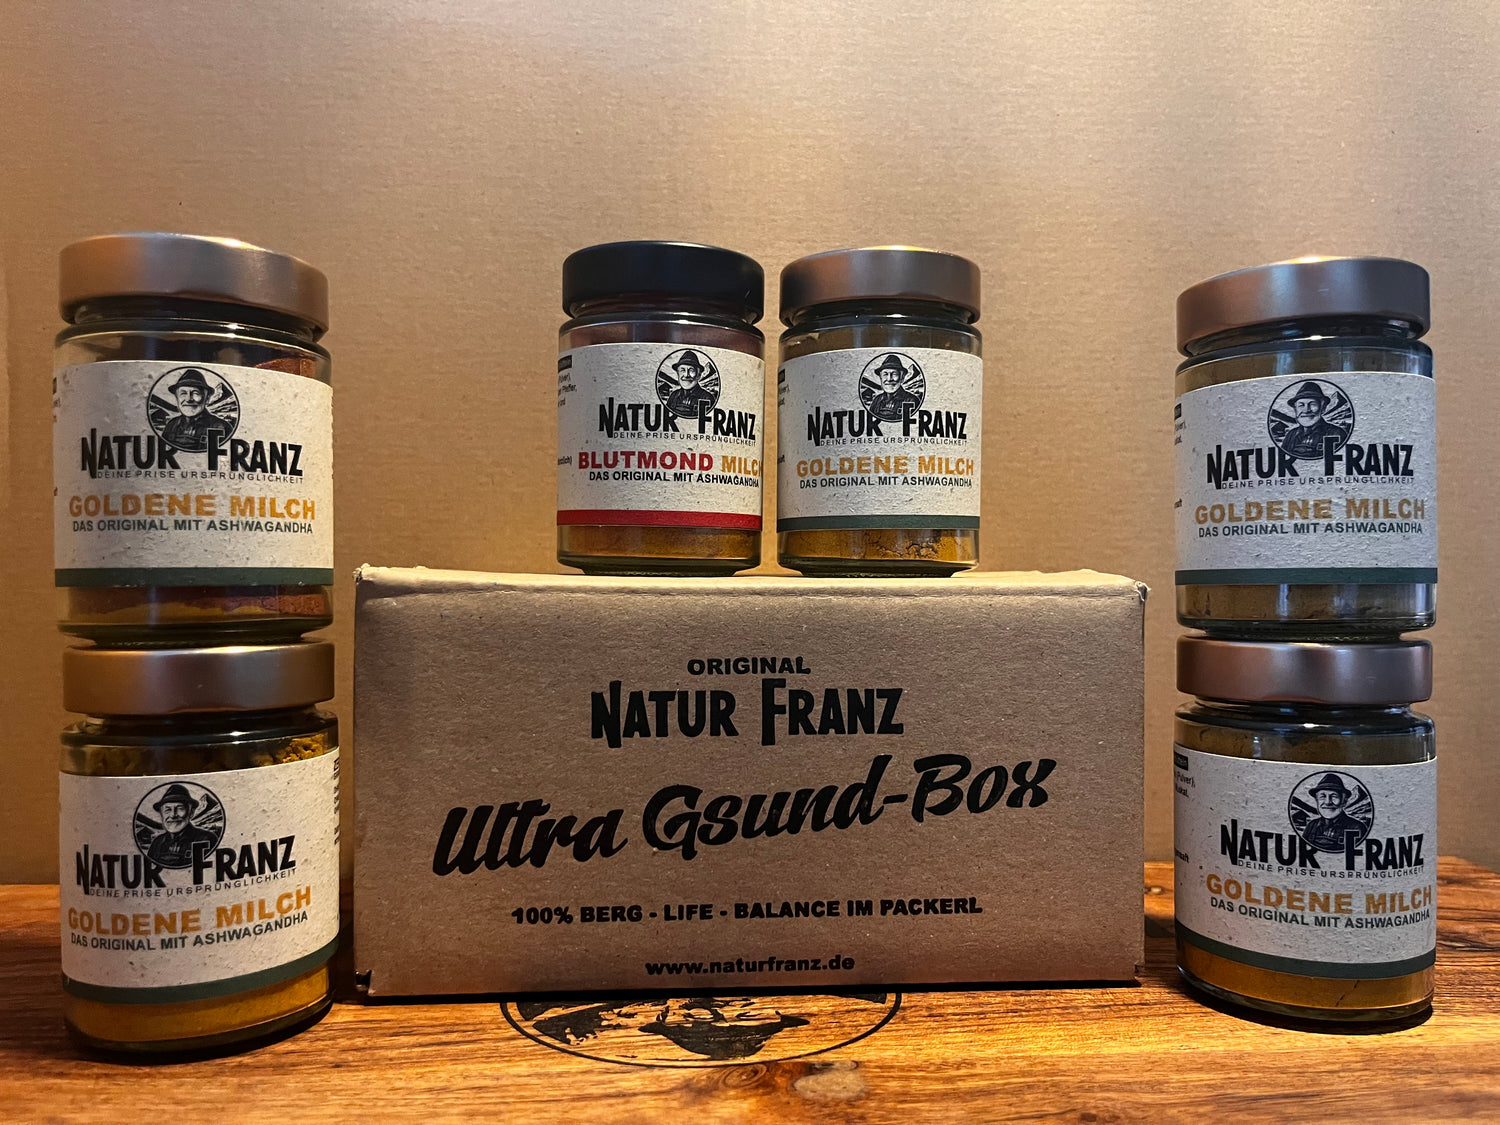 NATUR FRANZ
DEINE PRISE URSPRÜNGLICHKEIT
GOLDENE MILCH
DAS ORIGINAL MIT ASHWAGANDHA
NATUR FRANZ
DEINE PRISE URSPRÜNGLICHKEIT
GOLDENE MILCH
DAS ORIGINAL MIT ASHWAGANDHA
NATUR FRANZ
DEINE PRISE URSPRÜNGLICHKEIT
BLUTMOND MILCH
DAS ORIGINAL MIT ASHWAGANDHA
NATUR FRANZ
DEINE PRISE URSPRÜNGLICHKEIT
GOLDENE MILCH
DAS ORIGINAL MIT ASHWAGANDHA
ORIGINAL
NATUR FRANZ
Ultra Gsund-Box
100% BERG - LIFE - BALANCE IM PACKERL
www.naturfranz.de
NATUR FRANZ
DEINE PRISE URSPRÜNGLICHKEIT
GOLDENE MILCH
DAS ORIGINAL MIT ASHWAGANDHA
NATUR FRANZ
DEINE PRISE URSPRÜNGLICHKEIT
GOLDENE MILCH
DAS ORIGINAL MIT ASHWAGANDHA